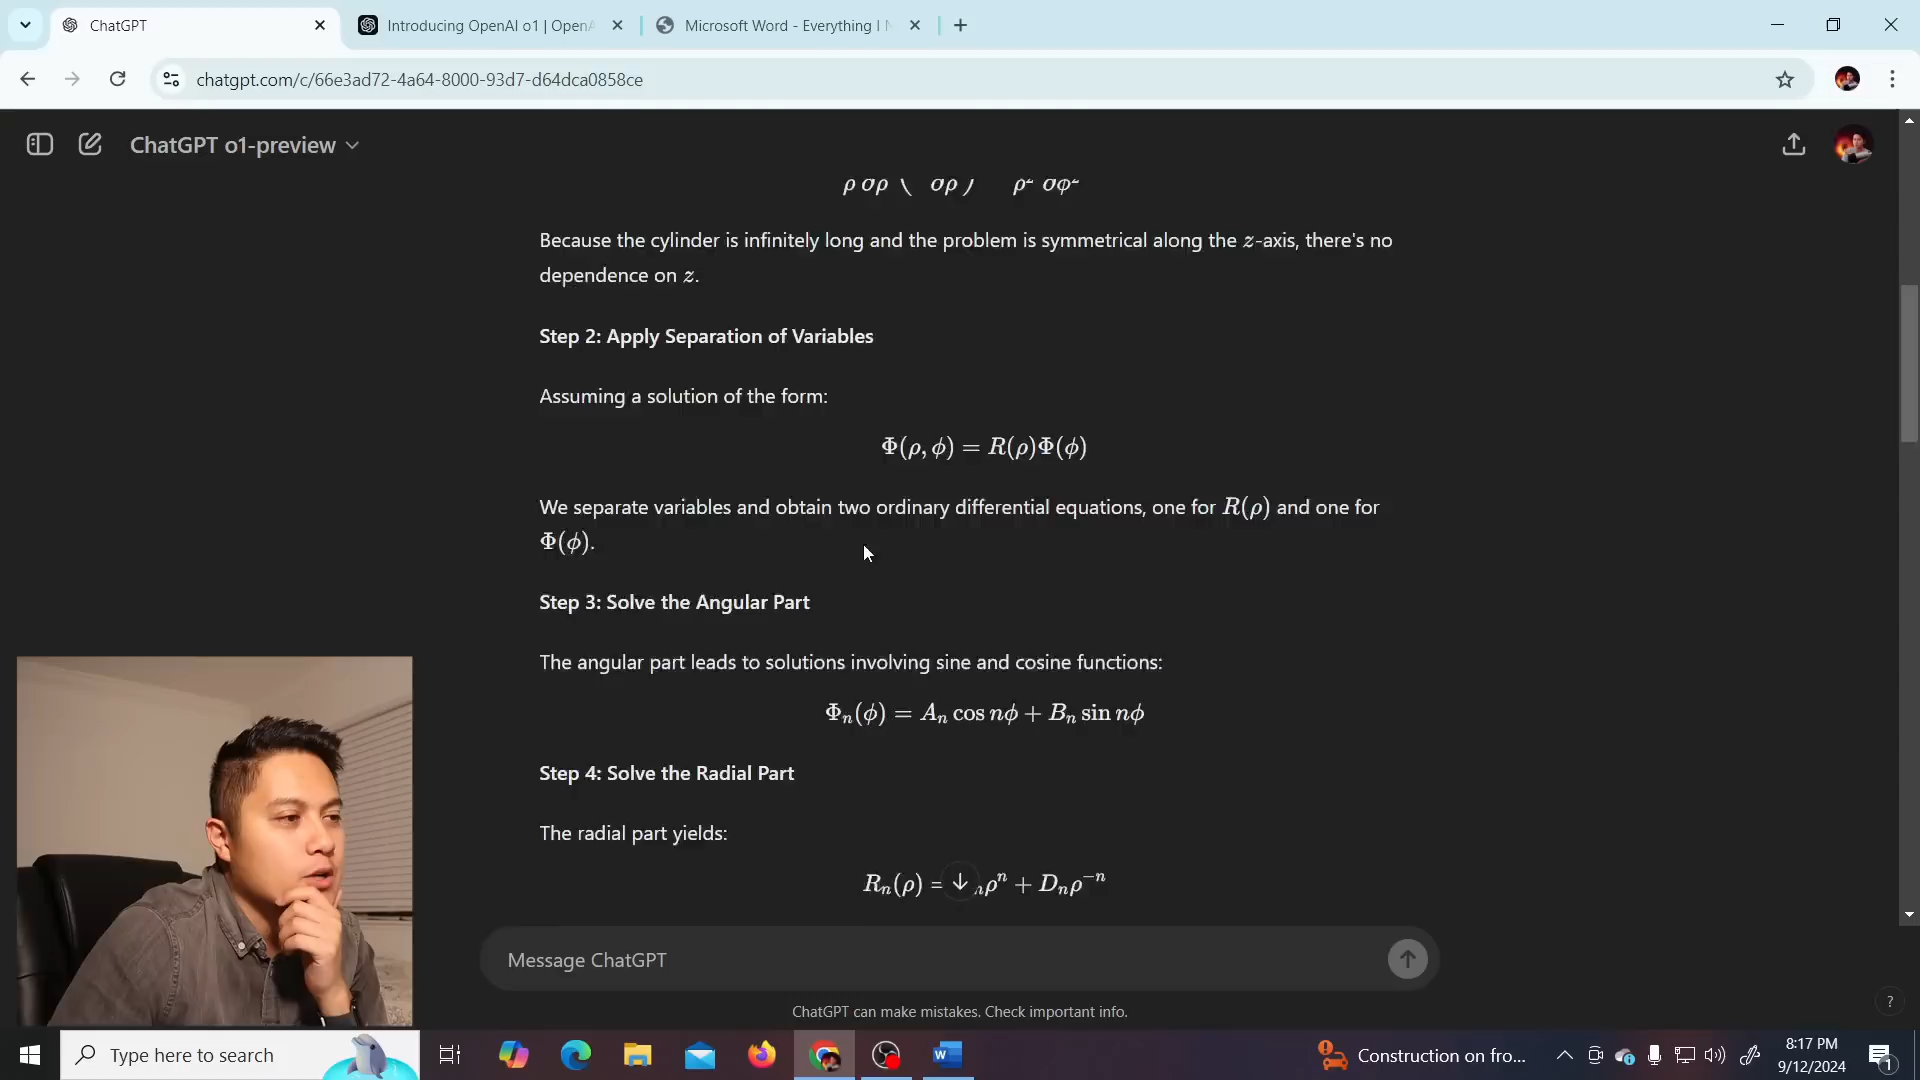 ChatGPT
Introducing OpenAI o1 | OpenA
Microsoft Word - Everything I N
chatgpt.com/c/66e3ad72-4a64-8000-93d7-d64dca0858ce
ChatGPT o1-preview
Because the cylinder is infinitely long and the problem is symmetrical along the z-axis, there's no
dependence on z.
Step 2: Apply Separation of Variables
Assuming a solution of the form:
Φ(ρ, ϕ) = R(ρ)Φ(ϕ)
We separate variables and obtain two ordinary differential equations, one for R(ρ) and one for
Φ(ϕ).
Step 3: Solve the Angular Part
The angular part leads to solutions involving sine and cosine functions:
Φₙ(ϕ) = Aₙ cos nϕ + Bₙ sin nϕ
Step 4: Solve the Radial Part
The radial part yields:
Rₙ(ρ) = ₙρⁿ + Dₙρ⁻ⁿ
Message ChatGPT
ChatGPT can make mistakes. Check important info.
?
Type here to search
Construction on fro...
8:17 PM
9/12/2024
1